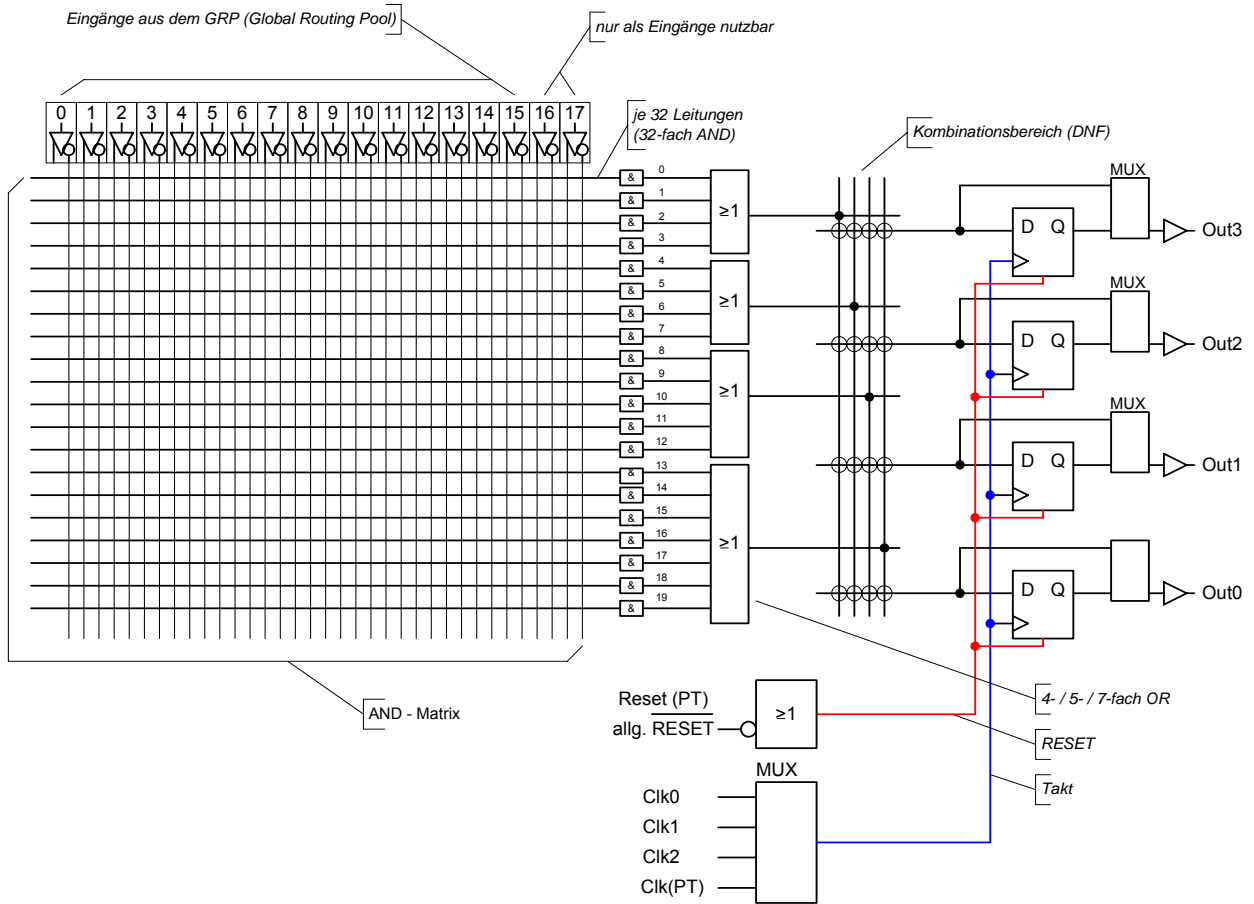 Eingänge aus dem GRP (Global Routing Pool)
nur als Eingänge nutzbar
0 1 2 3 4 5 6 7 8 9 10 11 12 13 14 15 16 17
je 32 Leitungen
(32-fach AND)
Kombinationsbereich (DNF)
& 0
& 1
& 2
& 3
≥1
& 4
& 5
& 6
& 7
≥1
& 8
& 9
& 10
& 11
& 12
≥1
& 13
& 14
& 15
& 16
& 17
& 18
& 19
≥1
MUX
D Q
Out3
MUX
D Q
Out2
MUX
D Q
Out1
D Q
Out0
AND - Matrix
4- / 5- / 7-fach OR
RESET
Takt
Reset (PT)
allg. RESET
≥1
MUX
Clk0
Clk1
Clk2
Clk(PT)